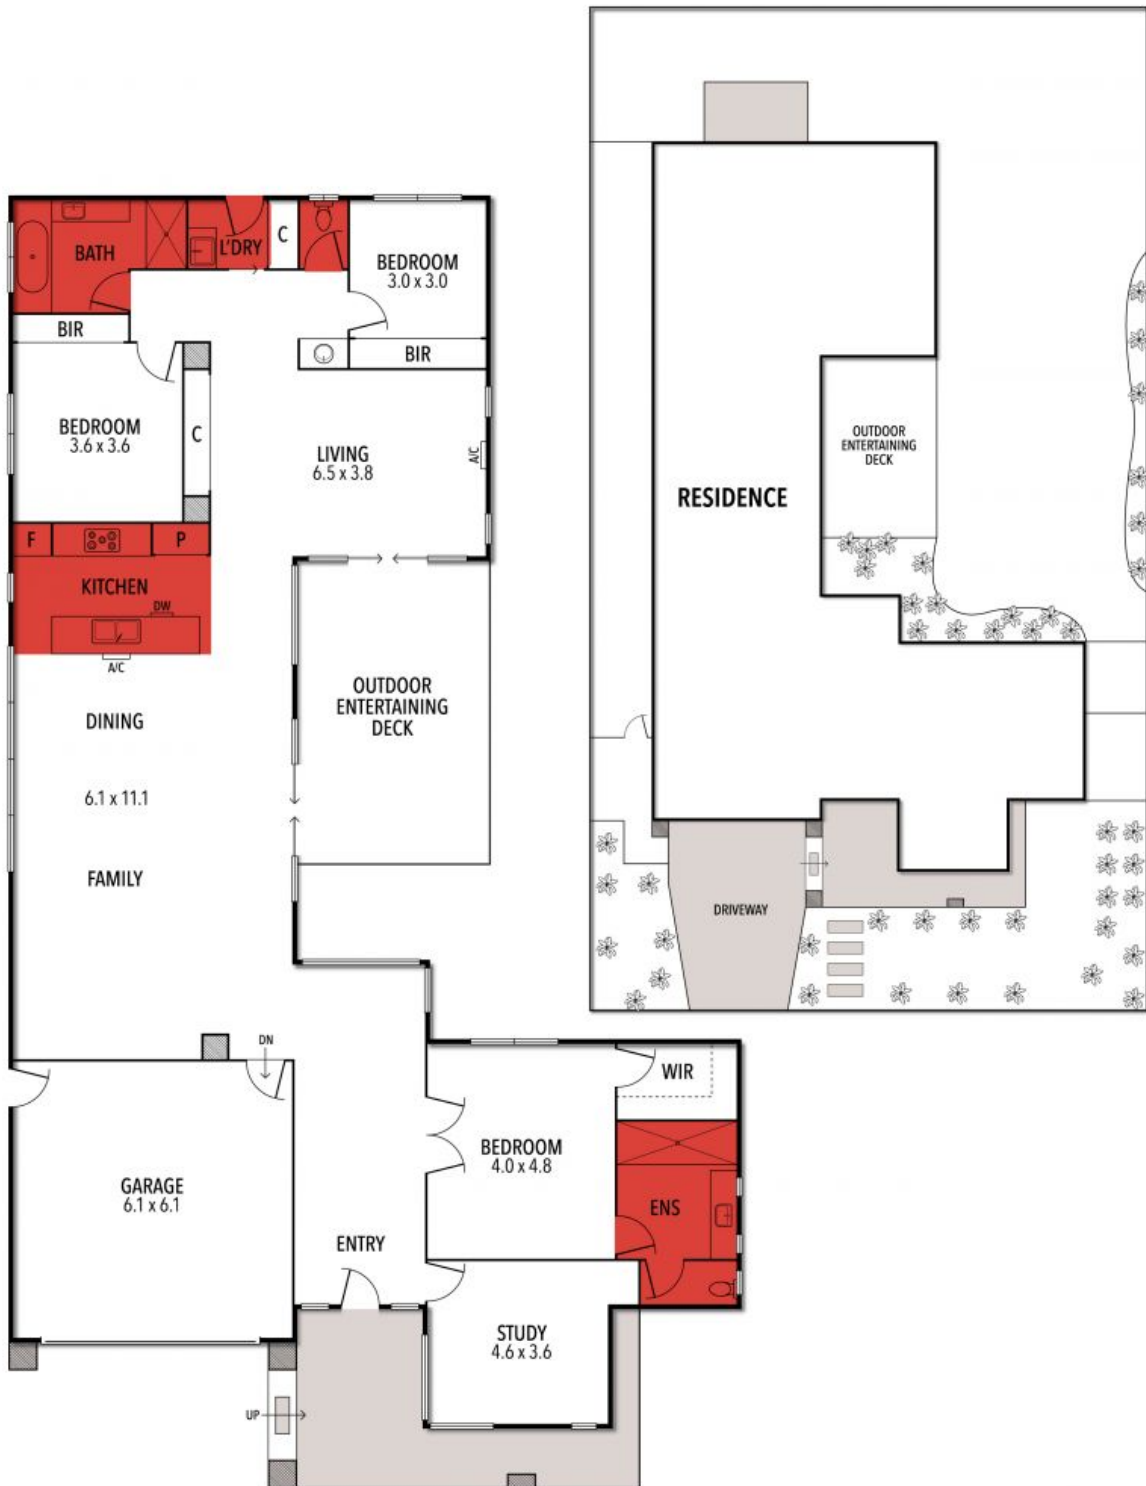 BATH
L'DRY
C
BEDROOM
3.0 x 3.0
BIR
BIR
BEDROOM
3.6 x 3.6
C
LIVING
6.5 x 3.8
A/C
F
P
KITCHEN
DW
A/C
DINING
6.1 x 11.1
FAMILY
OUTDOOR
ENTERTAINING
DECK
DN
GARAGE
6.1 x 6.1
ENTRY
BEDROOM
4.0 x 4.8
WIR
ENS
STUDY
4.6 x 3.6
UP
RESIDENCE
OUTDOOR
ENTERTAINING
DECK
DRIVEWAY